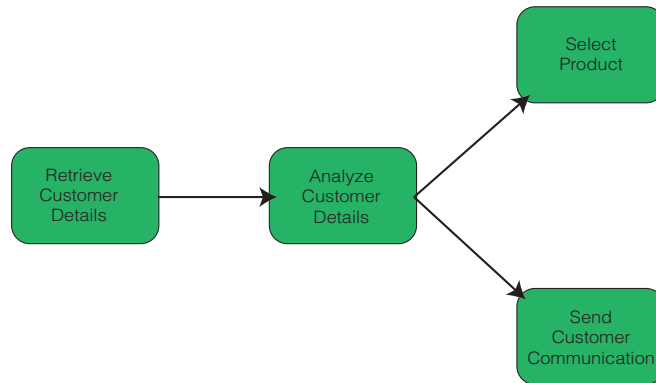 Retrieve
Customer
Details
Analyze
Customer
Details
Select
Product
Send
Customer
Communication